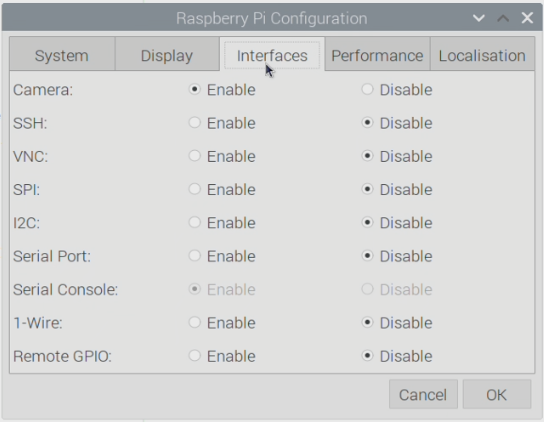 Raspberry Pi Configuration
System Display Interfaces Performance Localisation
Camera: Enable Disable
SSH: Enable Disable
VNC: Enable Disable
SPI: Enable Disable
I2C: Enable Disable
Serial Port: Enable Disable
Serial Console: Enable Disable
1-Wire: Enable Disable
Remote GPIO: Enable Disable
Cancel OK